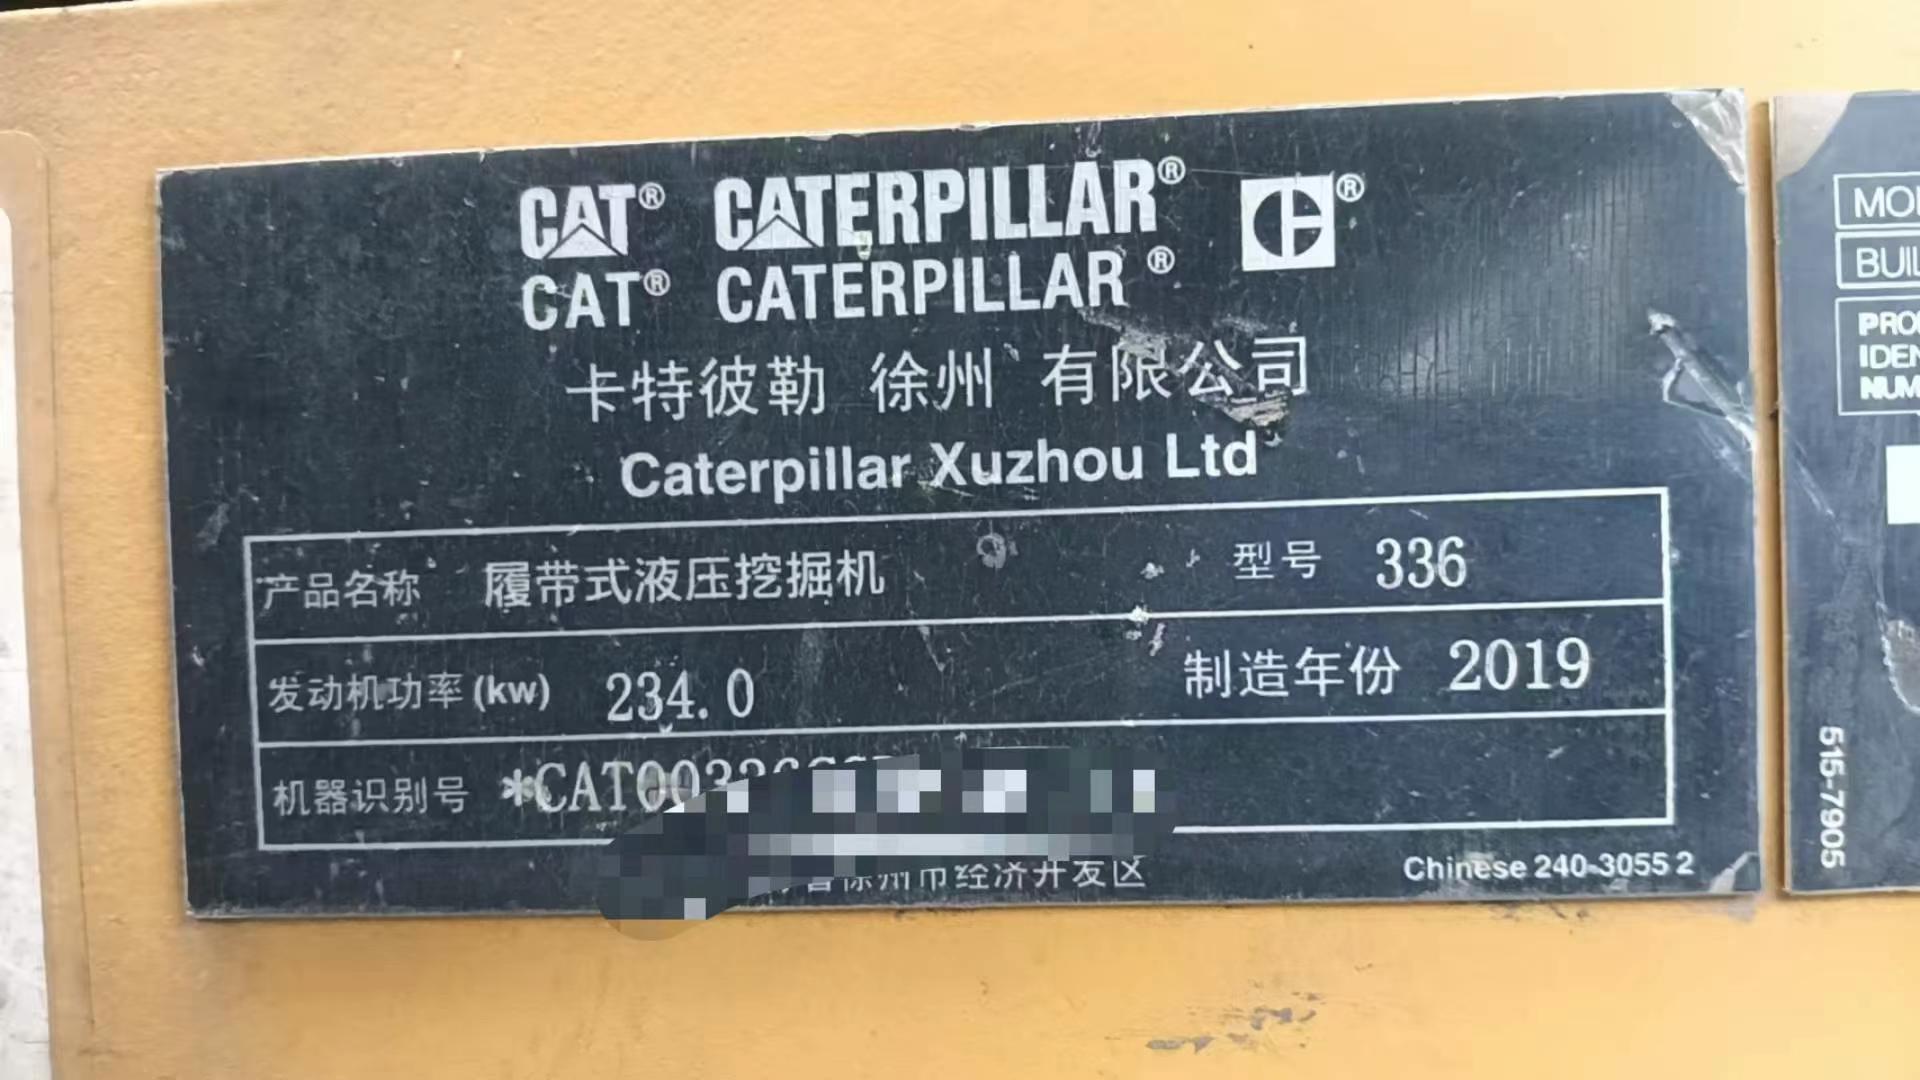 CAT® CATERPILLAR® ®
CAT® CATERPILLAR®
卡特彼勒 徐州 有限公司
Caterpillar Xuzhou Ltd
产品名称 履带式液压挖掘机 型号 336
发动机功率(kw) 234.0 制造年份 2019
机器识别号 *CAT00336
徐州市经济开发区
Chinese 240-3055 2
MO
BUIL
PRO
IDEN
NUM
515-7905